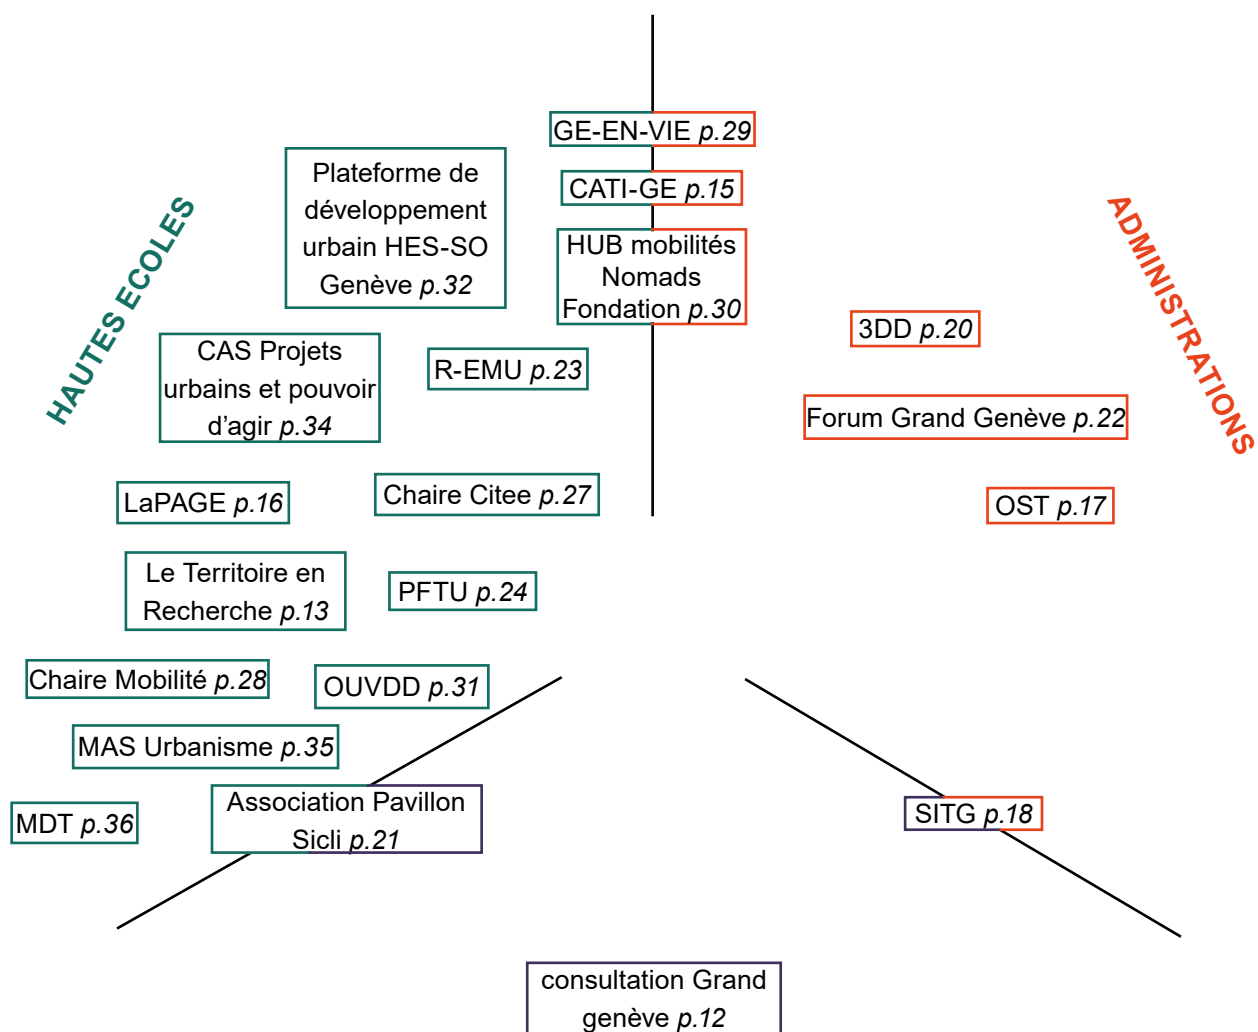 GE-EN-VIE p.29
CATI-GE p.15
HUB mobilités
Nomads
Fondation p.30
Plateforme de
développement
urbain HES-SO
Genève p.32
HAUTES ECOLES
ADMINISTRATIONS
3DD p.20
CAS Projets
urbains et pouvoir
d’agir p.34
R-EMU p.23
Forum Grand Genève p.22
LaPAGE p.16
Chaire Citee p.27
OST p.17
Le Territoire en
Recherche p.13
PFTU p.24
Chaire Mobilité p.28
OUVDD p.31
MAS Urbanisme p.35
MDT p.36
Association Pavillon
Sicli p.21
SITG p.18
consultation Grand
genève p.12